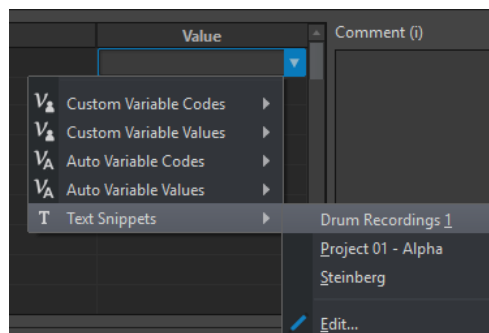 Value
Comment (i)
Custom Variable Codes
Custom Variable Values
Auto Variable Codes
Auto Variable Values
T Text Snippets
Drum Recordings 1
Project 01 - Alpha
Steinberg
Edit...